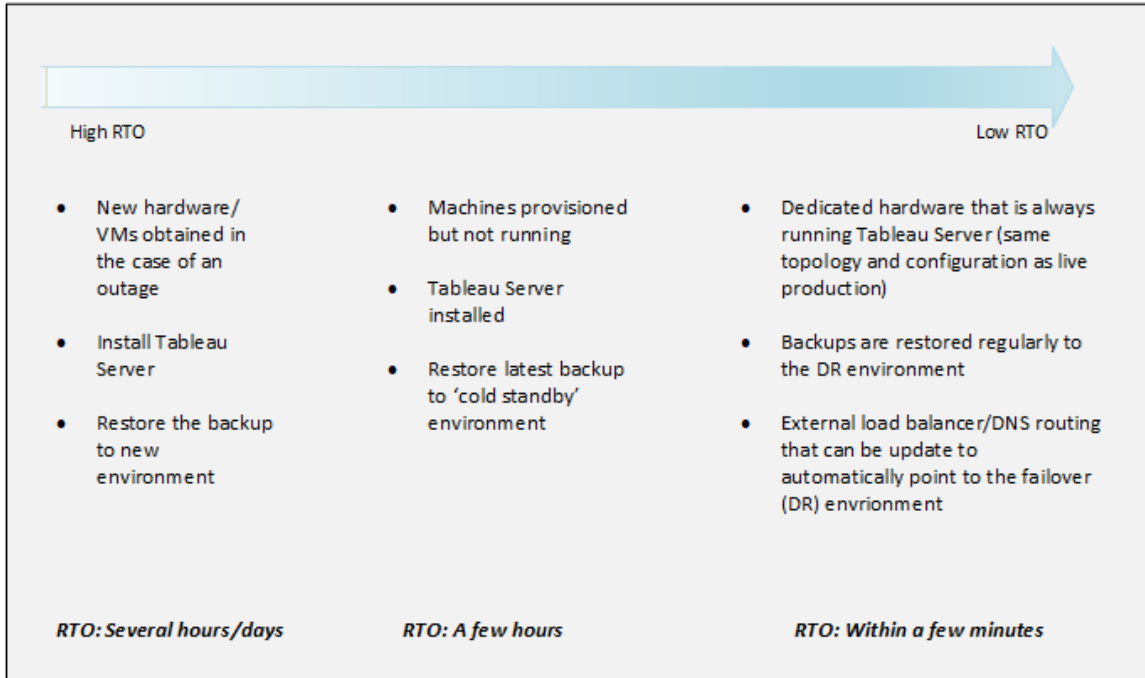 High RTO
Low RTO
● New hardware/
VMs obtained in
the case of an
outage
● Install Tableau
Server
● Restore the backup
to new
environment
● Machines provisioned
but not running
● Tableau Server
installed
● Restore latest backup
to ‘cold standby’
environment
● Dedicated hardware that is always
running Tableau Server (same
topology and configuration as live
production)
● Backups are restored regularly to
the DR environment
● External load balancer/DNS routing
that can be update to
automatically point to the failover
(DR) envrionment
RTO: Several hours/days
RTO: A few hours
RTO: Within a few minutes